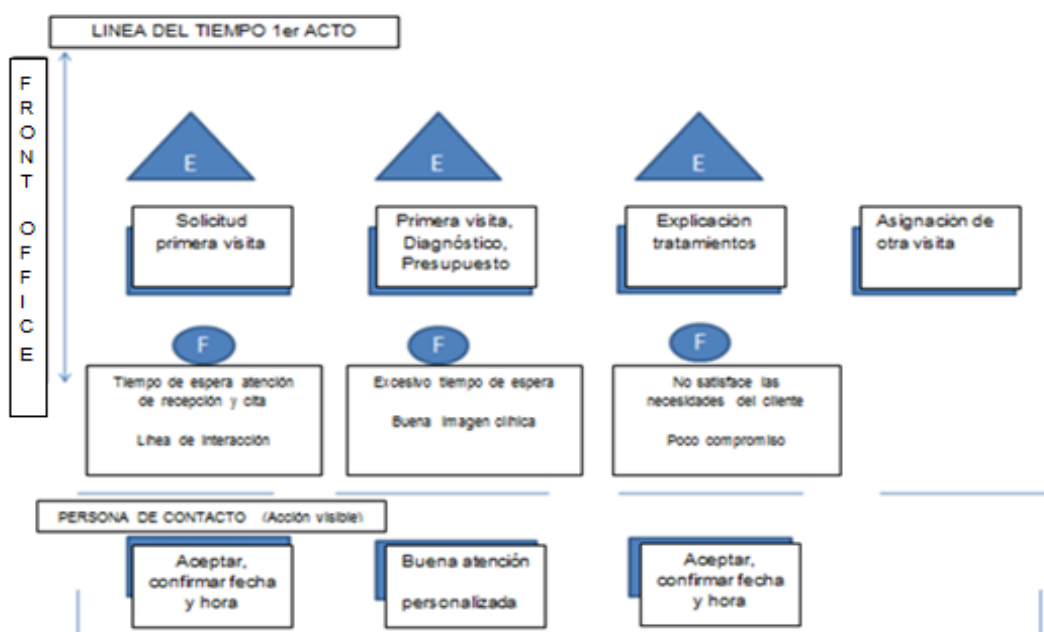 LINEA DEL TIEMPO 1er ACTO
FRONT OFFICE
E
E
E
Solicitud
primera visita
Primera visita,
Diagnóstico,
Presupuesto
Explicación
tratamientos
Asignación de
otra visita
F
F
F
Tiempo de espera atención
de recepción y cita
Línea de Interacción
Excesivo tiempo de espera
Buena Imagen clínica
No satisface las
necesidades del cliente
Poco compromiso
PERSONA DE CONTACTO (Acción visible)
Aceptar,
confirmar fecha
y hora
Buena atención
personalizada
Aceptar,
confirmar fecha
y hora